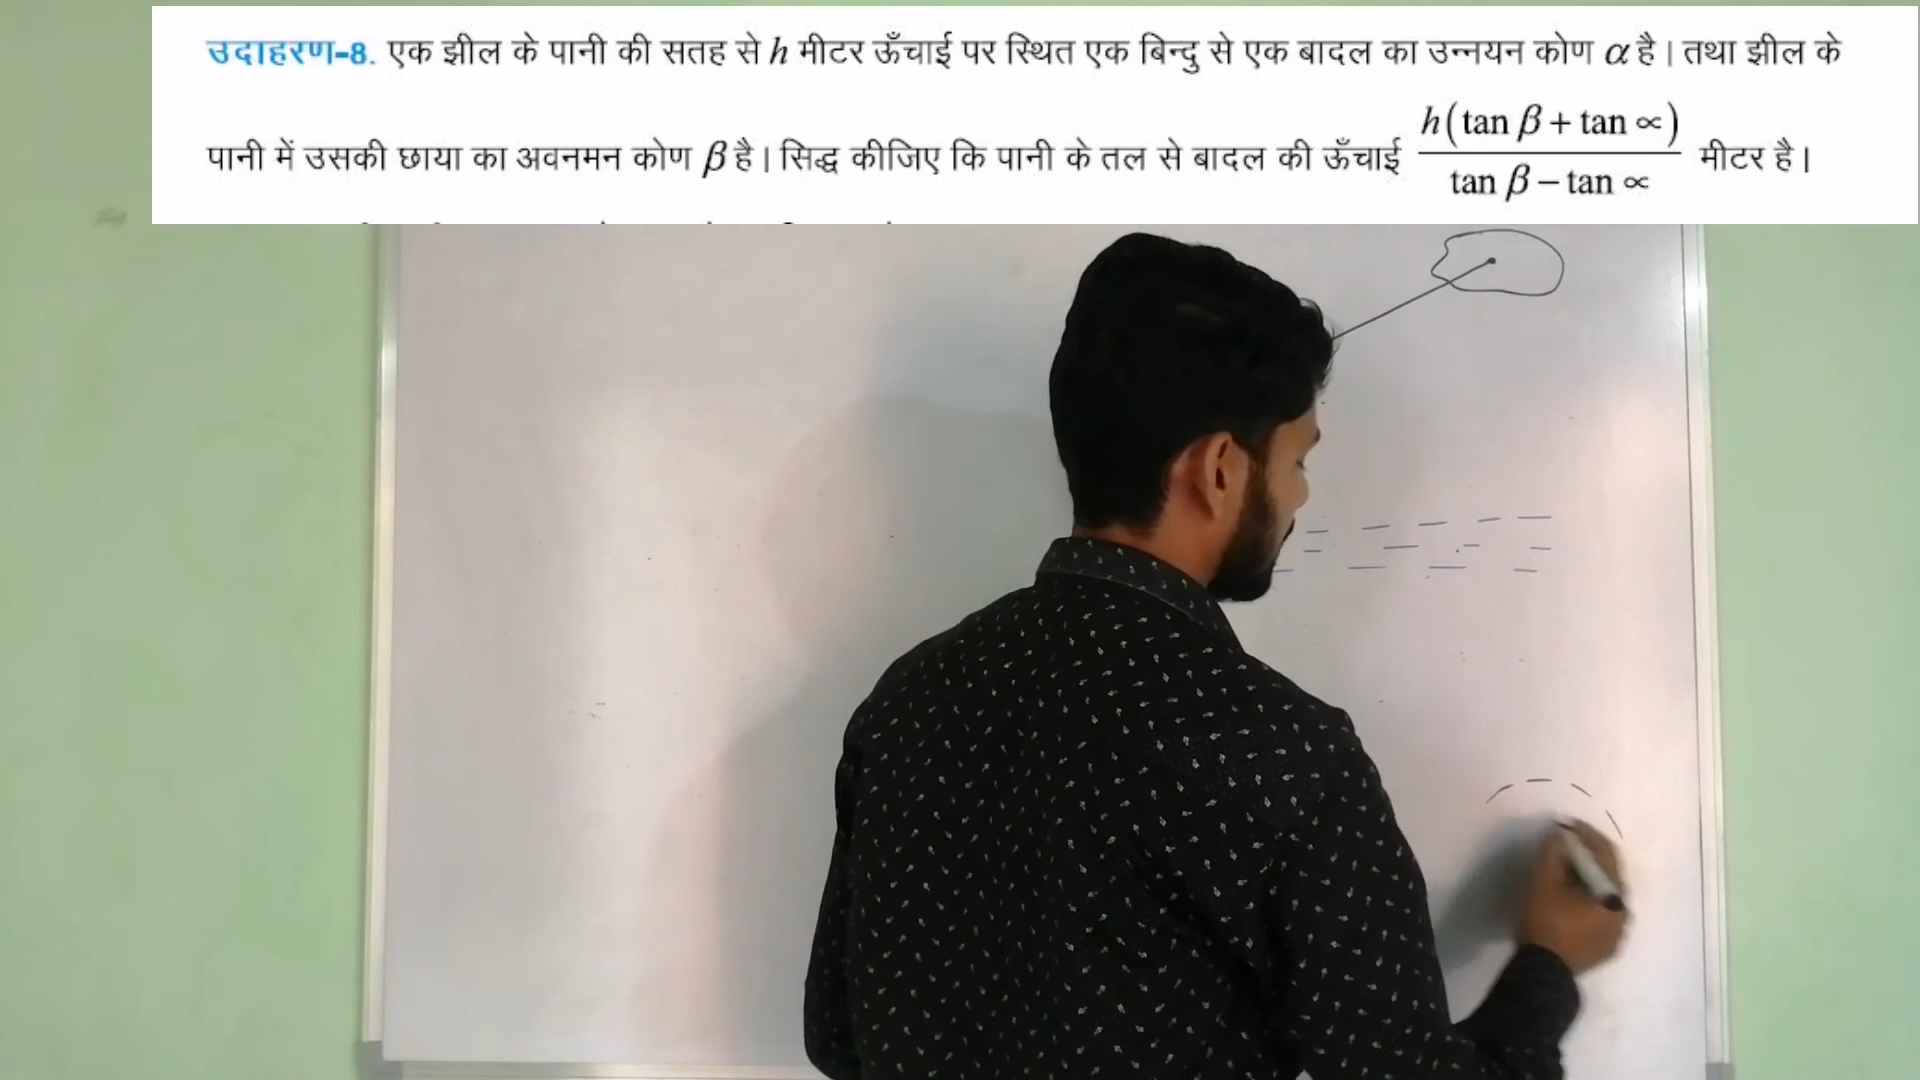 उदाहरण-8. एक झील के पानी की सतह से h मीटर ऊँचाई पर स्थित एक बिन्दु से एक बादल का उन्नयन कोण α है। तथा झील के
पानी में उसकी छाया का अवनमन कोण β है। सिद्ध कीजिए कि पानी के तल से बादल की ऊँचाई h(tan β + tan ∝) / tan β – tan ∝ मीटर है।